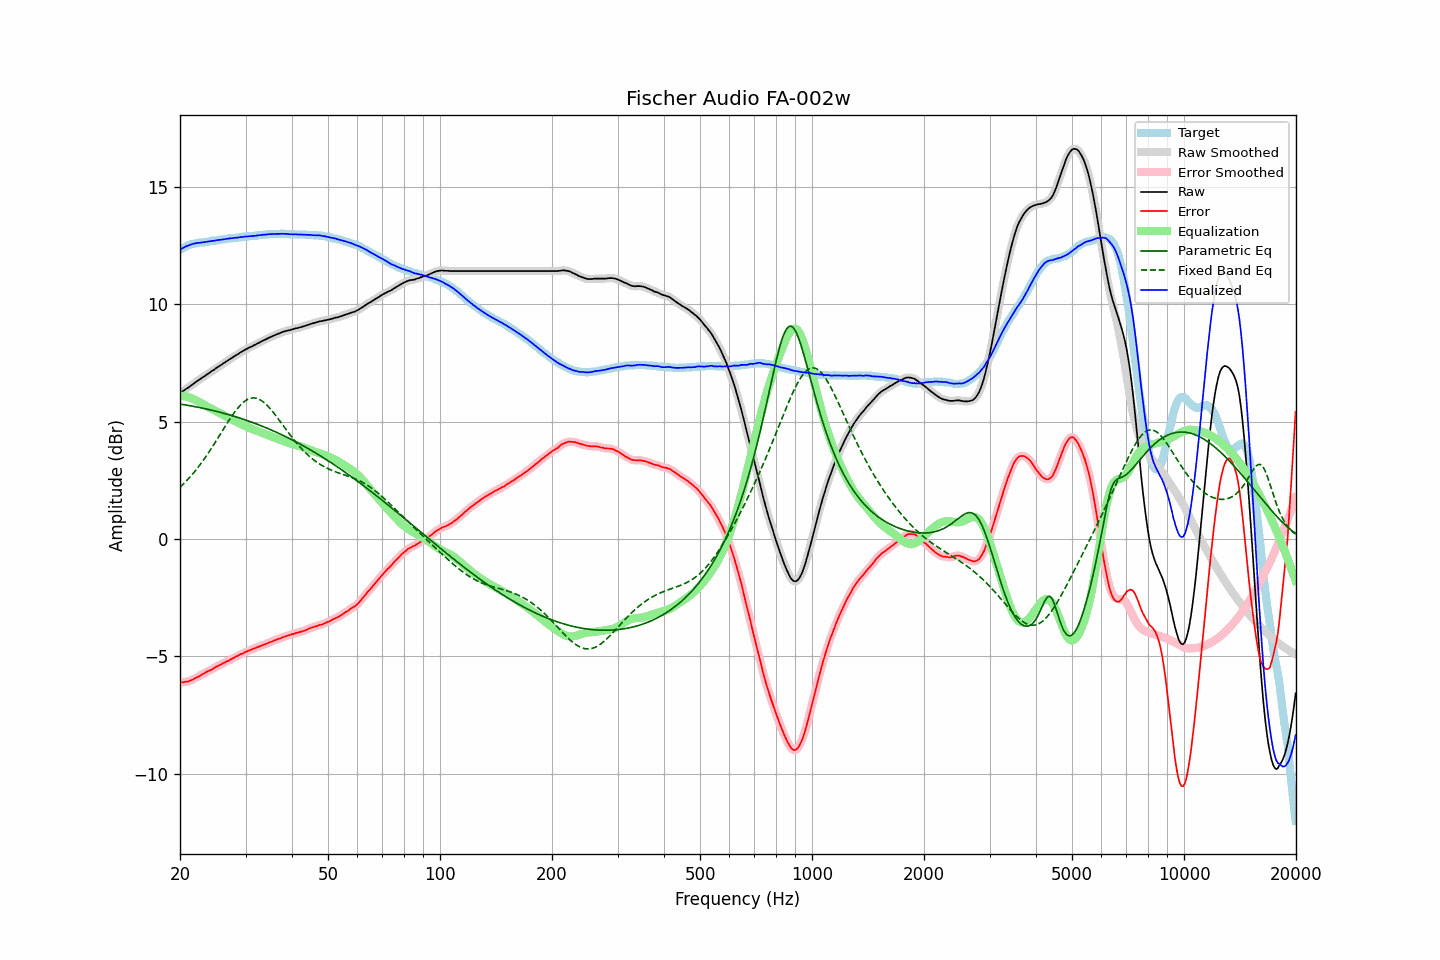 Fischer Audio FA-002w
Target
Raw Smoothed
Error Smoothed
Raw
Error
Equalization
Parametric Eq
Fixed Band Eq
Equalized
Amplitude (dBr)
15
10
5
0
−5
−10
20 50 100 200 500 1000 2000 5000 10000 20000
Frequency (Hz)